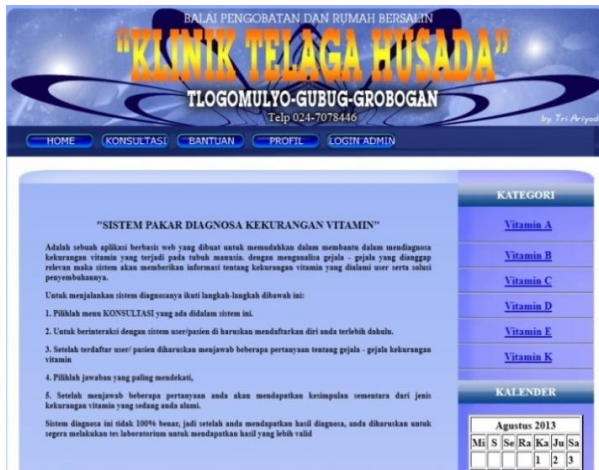 BALAI PENGOBATAN DAN RUMAH BERSALIN
"KLINIK TELAGA HUSADA"
TLOGOMULYO-GUBUG-GROBOGAN
Telp 024-7078446
by. Tri Ariyad
HOME KONSULTASI BANTUAN PROFIL LOGIN ADMIN
"SISTEM PAKAR DIAGNOSA KEKURANGAN VITAMIN"
Adalah sebuah aplikasi berbasis web yang dibuat untuk memudahkan dalam membantu dalam mendiagnosa
kekurangan vitamin yang terjadi pada tubuh manusia. dengan menganalisa gejala - gejala yang dianggap
relevan maka sistem akan memberikan informasi tentang kekurangan vitamin yang dialami user serta solusi
penyembukannya.
Untuk menjalankan sistem diagnosanya ikuti langkah-langkah dibawah ini:
1. Pilihlah menu KONSULTASI yang ada didalam sistem ini.
2. Untuk berinteraksi dengan sistem user/pasien di haruskan mendaftarkan diri anda terlebih dahulu.
3. Setelah terdaftar user/ pasien diharuskan menjawab beberapa pertanyaan tentang gejala - gejala kekurangan
vitamin
4. Pilihlah jawaban yang paling mendekati,
5. Setelah menjawab beberapa pertanyaan anda akan mendapatkan kesimpulan sementara dari jenis
kekurangan vitamin yang sedang anda alami.
Sistem diagnosa ini tidak 100% benar, jadi setelah anda mendapatkan hasil diagnosa, anda diharuskan untuk
segera melakukan tes laboratorium untuk mendapatkan hasil yang lebih valid
KATEGORI
Vitamin A
Vitamin B
Vitamin C
Vitamin D
Vitamin E
Vitamin K
KALENDER
Agustus 2013
Mi S Se Ra Ka Ju Sa
1 2 3